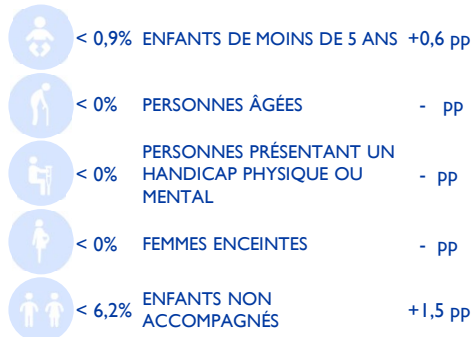 < 0,9% ENFANTS DE MOINS DE 5 ANS +0,6 pp
< 0% PERSONNES ÂGÉES - pp
PERSONNES PRÉSENTANT UN
< 0% HANDICAP PHYSIQUE OU - pp
MENTAL
< 0% FEMMES ENCEINTES - pp
< 6,2% ENFANTS NON
ACCOMPAGNÉS +1,5 pp